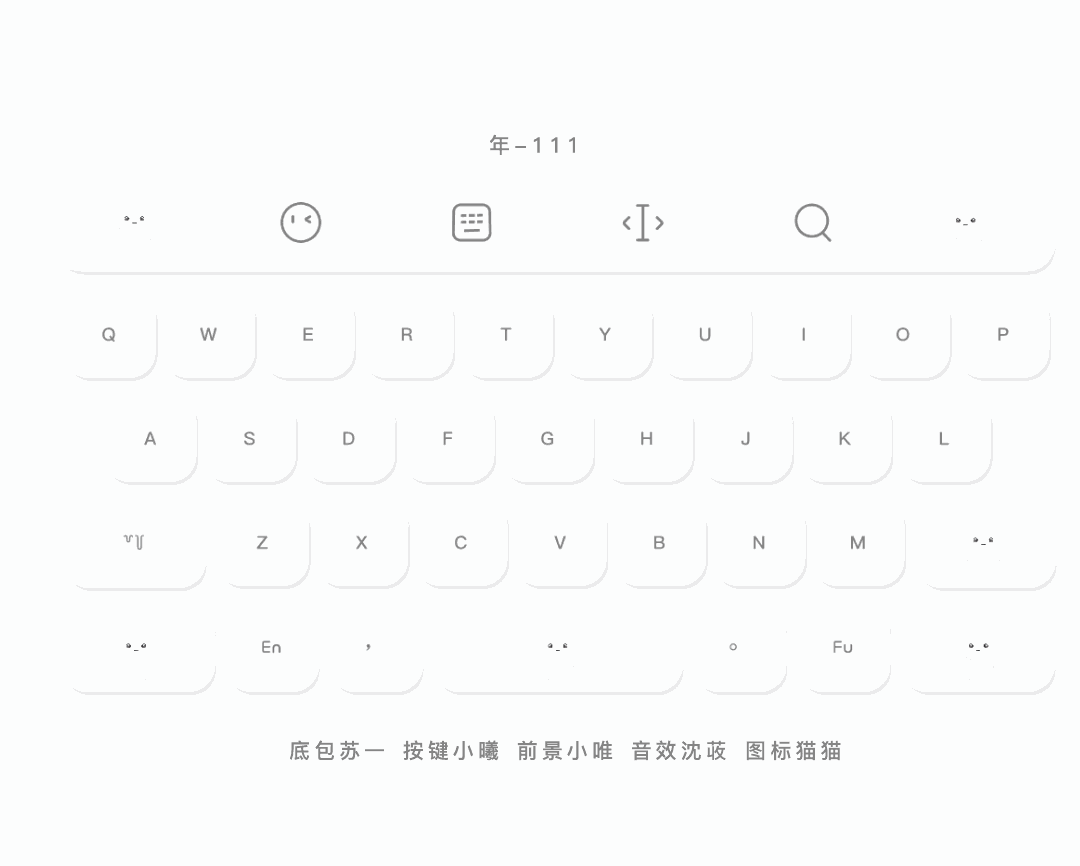 年-111
Q W E R T Y U I O P
A S D F G H J K L
Z X C V B N M
En ， 。 Fu
底包苏一 按键小曦 前景小唯 音效沈荍 图标猫猫